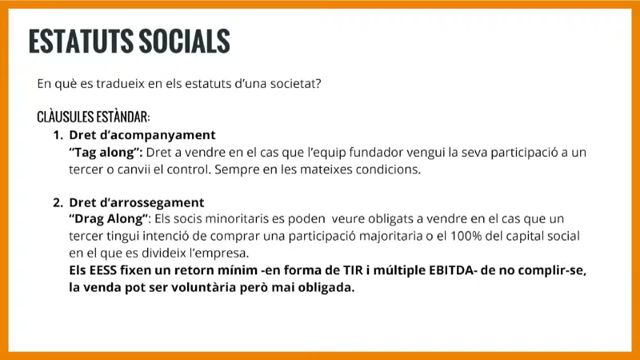 ESTATUTS SOCIALS
En què es tradueix en els estatuts d'una societat?
CLÀUSULES ESTÀNDAR:
1. Dret d'acompanyament
"Tag along": Dret a vendre en el cas que l'equip fundador vengui la seva participació a un
tercer o canvii el control. Sempre en les mateixes condicions.
2. Dret d'arrossegament
"Drag Along": Els socis minoritaris es poden veure obligats a vendre en el cas que un
tercer tingui intenció de comprar una participació majoritaria o el 100% del capital social
en el que es divideix l'empresa.
Els EESS fixen un retorn mínim -en forma de TIR i múltiple EBITDA- de no complir-se,
la venda pot ser voluntària però mai obligada.